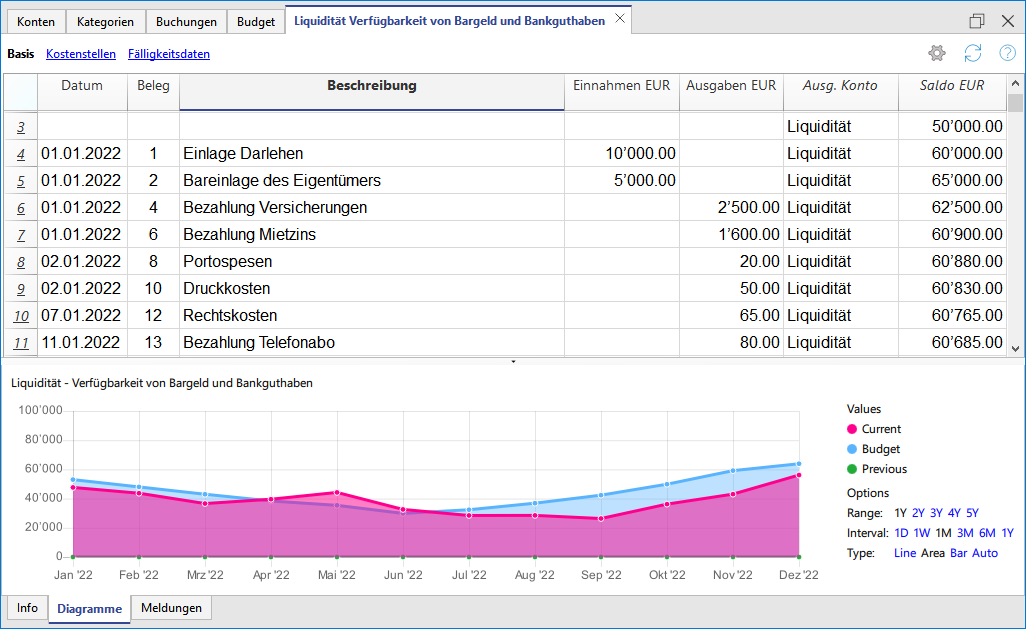 Konten Kategorien Buchungen Budget Liquidität Verfügbarkeit von Bargeld und Bankguthaben
Basis Kostenstellen Fälligkeitsdaten
Datum Beleg Beschreibung Einnahmen EUR Ausgaben EUR Ausg. Konto Saldo EUR
3 Liquidität 50’000.00
4 01.01.2022 1 Einlage Darlehen 10’000.00 Liquidität 60’000.00
5 01.01.2022 2 Bareinlage des Eigentümers 5’000.00 Liquidität 65’000.00
6 01.01.2022 4 Bezahlung Versicherungen 2’500.00 Liquidität 62’500.00
7 01.01.2022 6 Bezahlung Mietzins 1’600.00 Liquidität 60’900.00
8 02.01.2022 8 Portospesen 20.00 Liquidität 60’880.00
9 02.01.2022 10 Druckkosten 50.00 Liquidität 60’830.00
10 07.01.2022 12 Rechtskosten 65.00 Liquidität 60’765.00
11 11.01.2022 13 Bezahlung Telefonabo 80.00 Liquidität 60’685.00
Liquidität - Verfügbarkeit von Bargeld und Bankguthaben
100’000
80’000
60’000
40’000
20’000
0
Jan '22 Feb '22 Mrz '22 Apr '22 Mai '22 Jun '22 Jul '22 Aug '22 Sep '22 Okt '22 Nov '22 Dez '22
Values
Current
Budget
Previous
Options
Range: 1Y 2Y 3Y 4Y 5Y
Interval: 1D 1W 1M 3M 6M 1Y
Type: Line Area Bar Auto
Info Diagramme Meldungen